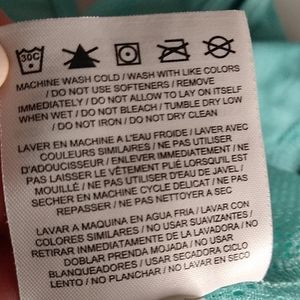 30C
MACHINE WASH COLD / WASH WITH LIKE COLORS
/ DO NOT USE SOFTENERS / REMOVE
IMMEDIATELY / DO NOT ALLOW TO LAY ON ITSELF
WHEN WET / DO NOT BLEACH / TUMBLE DRY LOW
/ DO NOT IRON / DO NOT DRY CLEAN
LAVER EN MACHINE A L'EAU FROIDE / LAVER AVEC
COULEURS SIMILAIRES / NE PAS UTILISER
D'ADOUCISSEUR / ENLEVER IMMEDIATEMENT / NE
PAS LAISSER LE VÊTEMENT PLIÉ LORSQU'IL EST
MOUILLÉ / NE PAS UTILISER D'EAU DE JAVEL /
SECHER EN MACHINE CYCLE DELICAT / NE PAS
REPASSER / NE PAS NETTOYER A SEC
LAVAR A MAQUINA EN AGUA FRIA / LAVAR CON
COLORES SIMILARES / NO USAR SUAVIZANTES /
RETIRAR INMEDIATAMENTE DE LA LAVADORA / NO
DOBLAR PRENDA MOJADA / NO USAR
BLANQUEADORES / USAR SECADORA CICLO
LENTO / NO PLANCHAR / NO LAVAR EN SECO